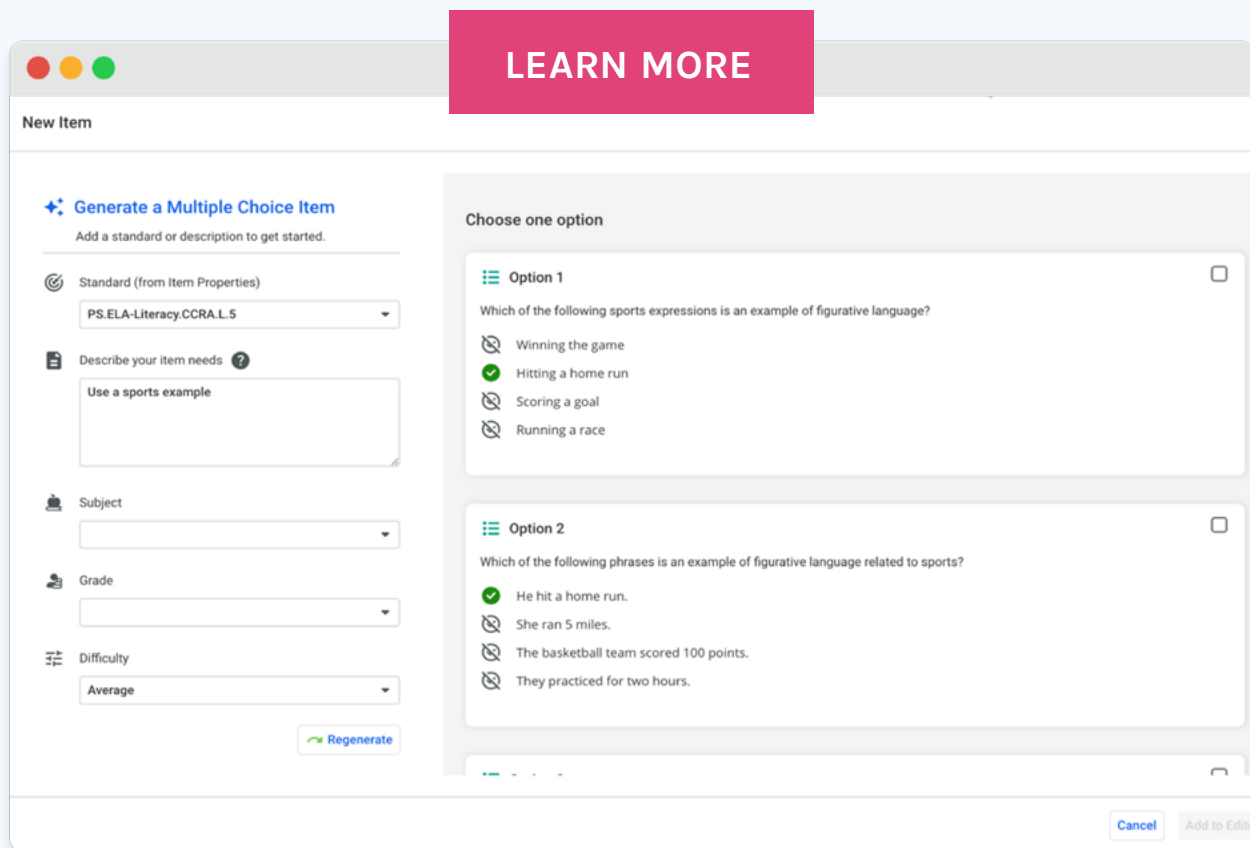 LEARN MORE
New Item
Generate a Multiple Choice Item
Add a standard or description to get started.
Standard (from Item Properties)
PS.ELA-Literacy.CCRA.L.5
Describe your item needs ?
Use a sports example
Subject
Grade
Difficulty
Average
Regenerate
Choose one option
Option 1
Which of the following sports expressions is an example of figurative language?
Winning the game
Hitting a home run
Scoring a goal
Running a race
Option 2
Which of the following phrases is an example of figurative language related to sports?
He hit a home run.
She ran 5 miles.
The basketball team scored 100 points.
They practiced for two hours.
Cancel
Add to